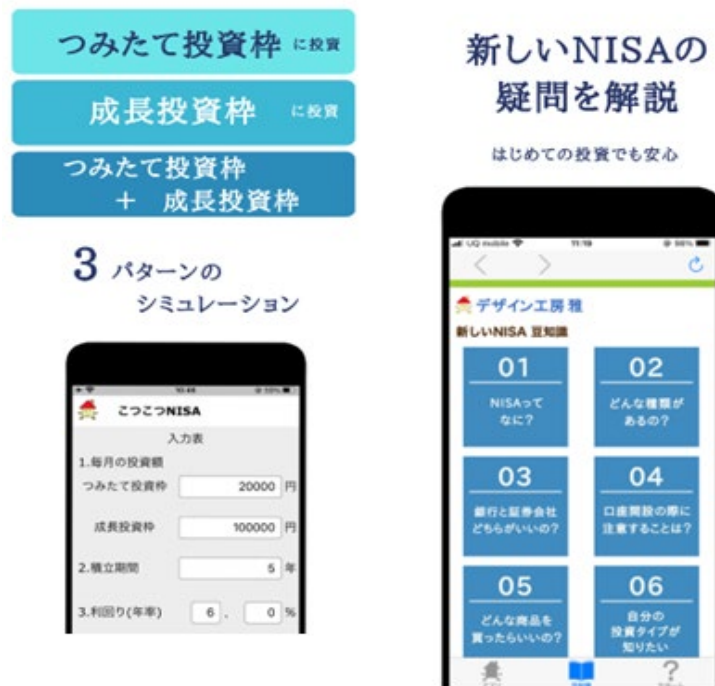 つみたて投資枠 に投資
成長投資枠 に投資
つみたて投資枠
+ 成長投資枠
3 パターンの
シミュレーション
こつこつNISA
入力表
1.毎月の投資額
つみたて投資枠 20000 円
成長投資枠 100000 円
2.積立期間 5 年
3.利回り(年率) 6 . 0 %
新しいNISAの
疑問を解説
はじめての投資でも安心
UQ mobile 11:19
デザイン工房 雅
新しいNISA 豆知識
01
NISAって
なに?
02
どんな種類が
あるの?
03
銀行と証券会社
どちらがいいの?
04
口座開設の際に
注意することは?
05
どんな商品を
買ったらいいの?
06
自分の
投資タイプが
知りたい